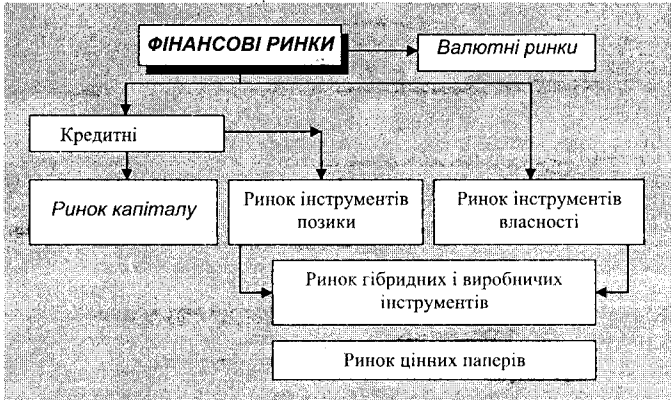 ФІНАНСОВІ РИНКИ
Валютні ринки
Кредитні
Ринок капіталу
Ринок інструментів
позики
Ринок інструментів
власності
Ринок гібридних і виробничих
інструментів
Ринок цінних паперів